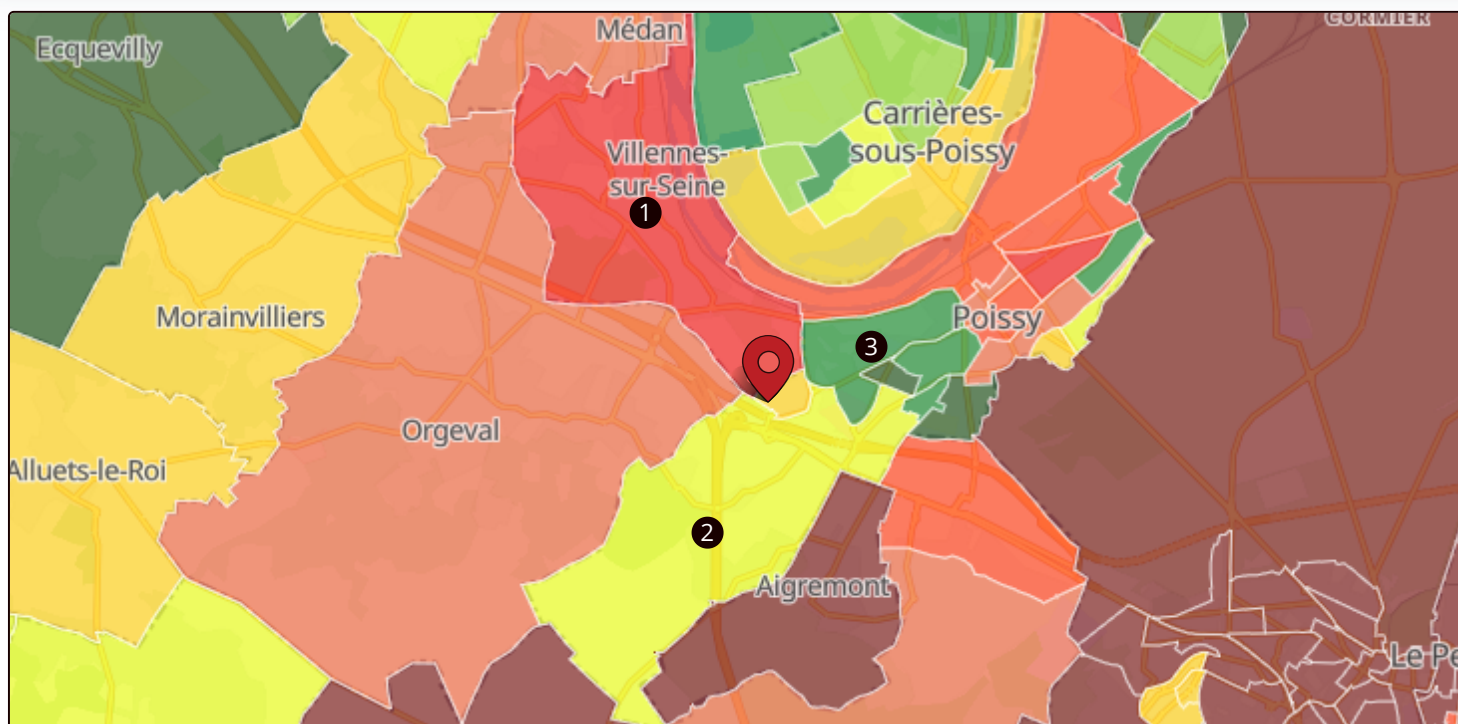 CORMIER
Médan
Ecquevilly
Carrières-
sous-Poissy
Villennes-
sur-Seine
1
Morainvilliers
Poissy
3
Orgeval
Alluets-le-Roi
2
Aigremont
Le Pe